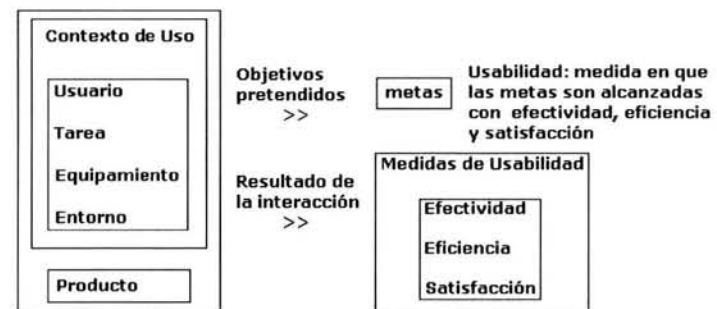 Contexto de Uso
Usuario
Tarea
Equipamiento
Entorno
Producto
Objetivos
pretendidos
>>
Resultado de
la interacción
>>
metas
Usabilidad: medida en que
las metas son alcanzadas
con efectividad, eficiencia
y satisfacción
Medidas de Usabilidad
Efectividad
Eficiencia
Satisfacción